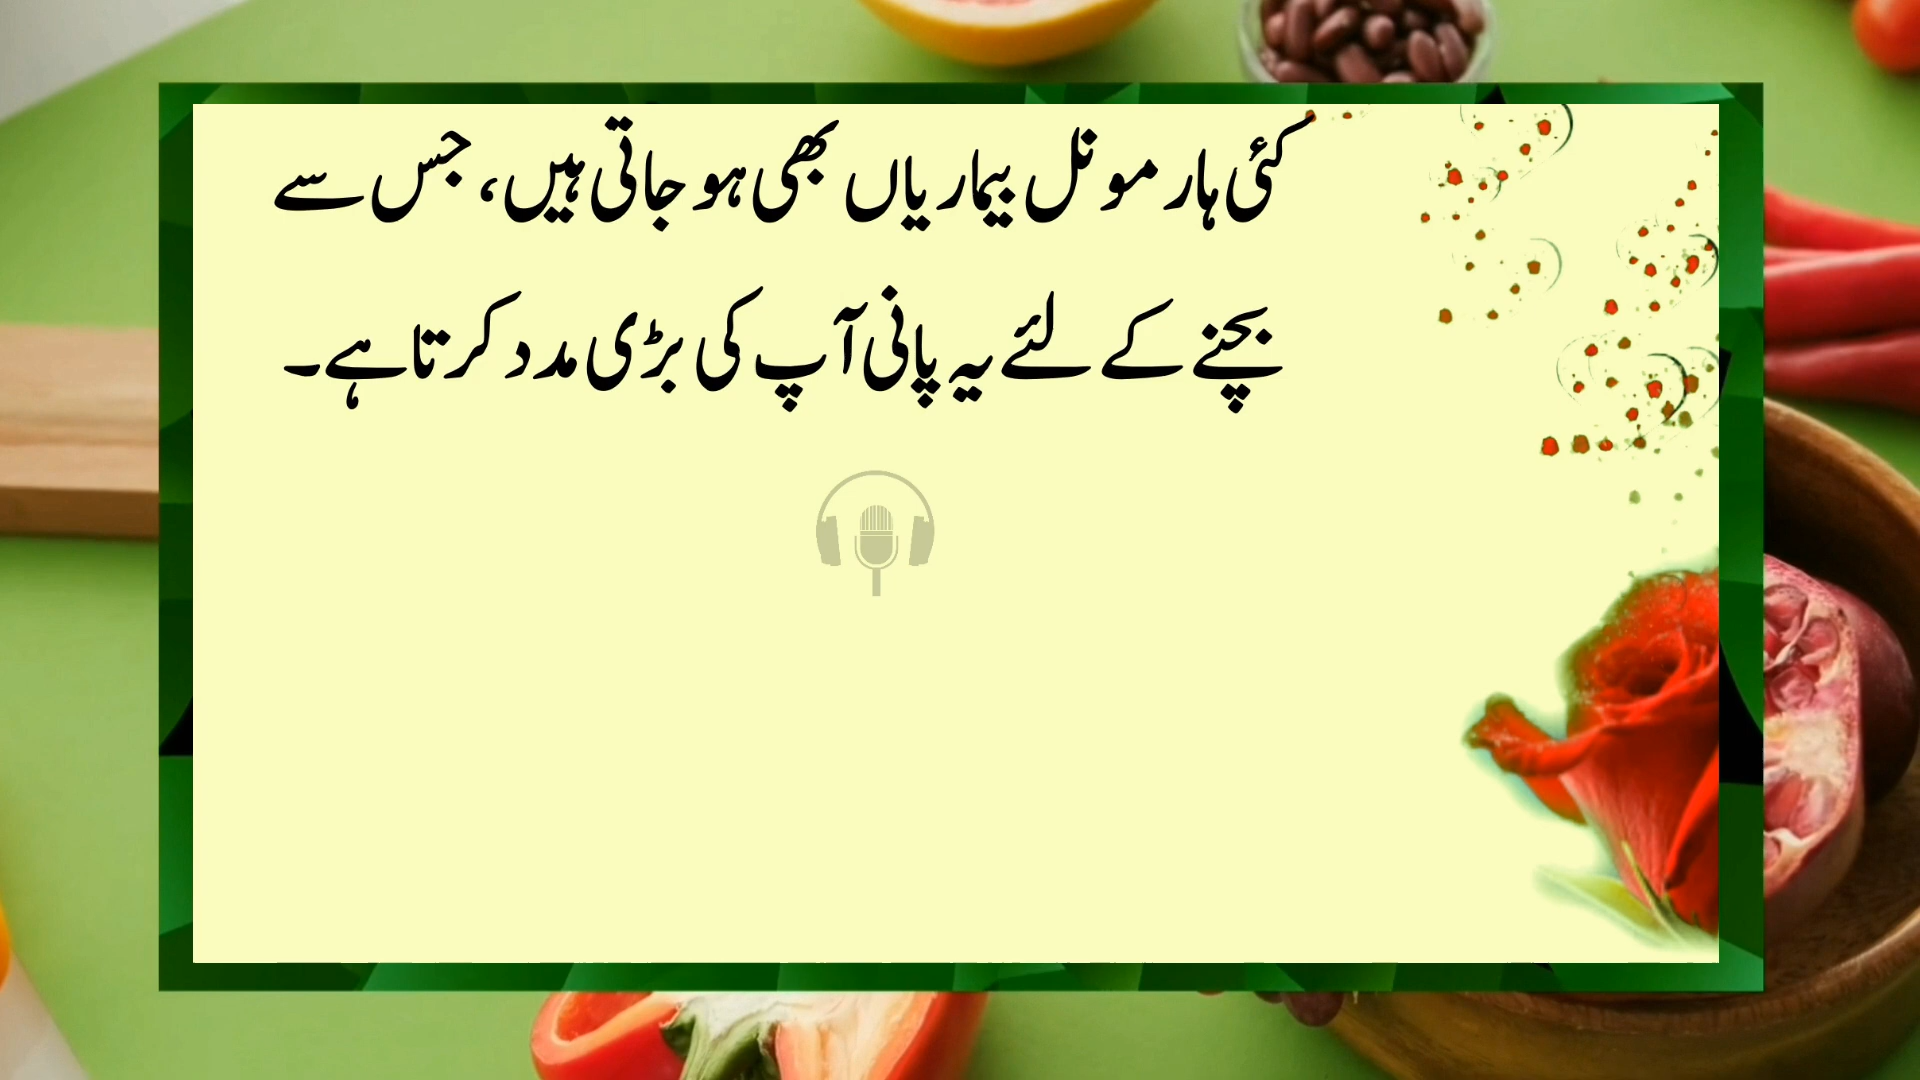 کئی ہارمونل بیماریاں بھی ہو جاتی ہیں، جس سے
بچنے کے لئے یہ پانی آپ کی بڑی مدد کرتا ہے۔